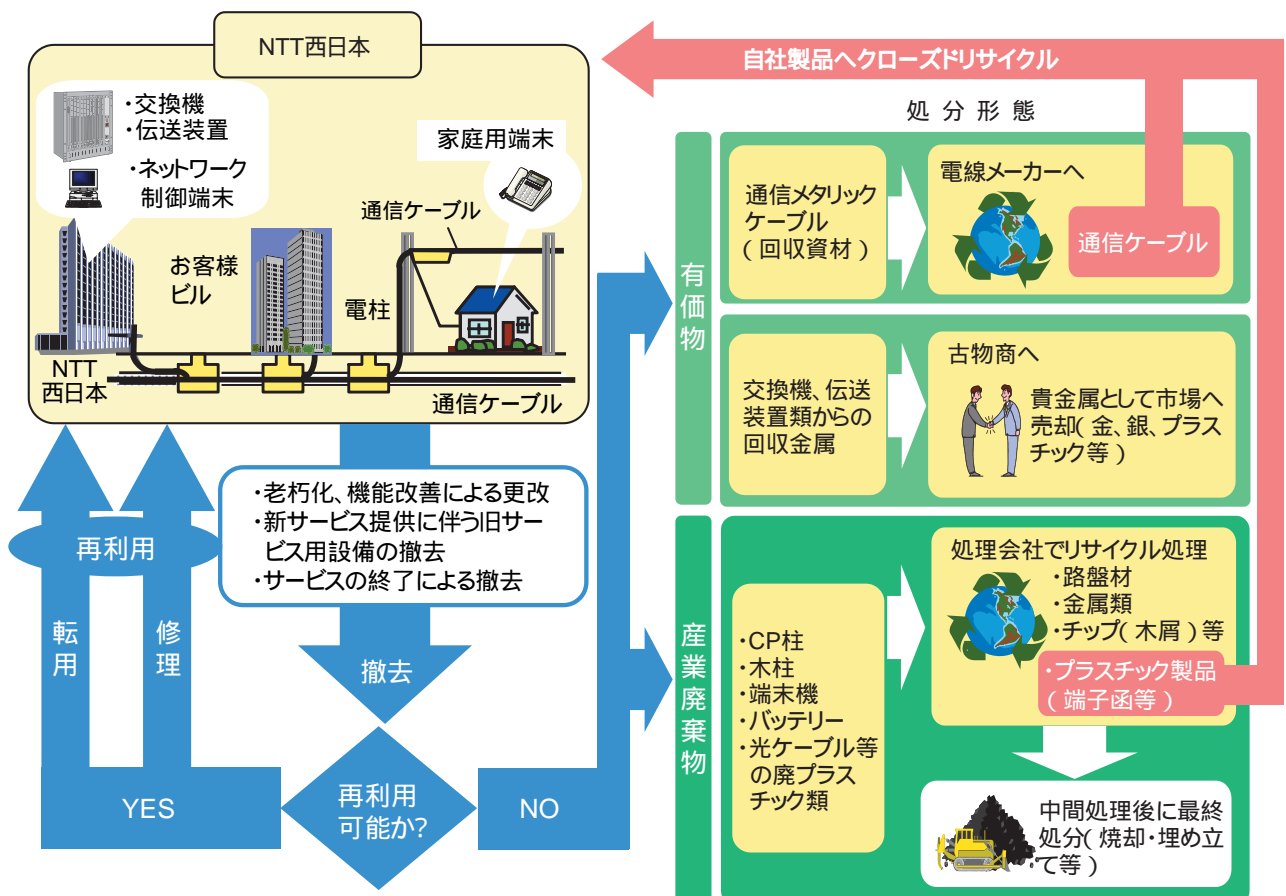 NTT西日本
・交換機
・伝送装置
・ネットワーク
制御端末
家庭用端末
通信ケーブル
お客様
ビル
電柱
NTT
西日本
通信ケーブル
・老朽化、機能改善による更改
・新サービス提供に伴う旧サー
ビス用設備の撤去
・サービスの終了による撤去
再利用
転用
修理
撤去
YES
再利用
可能か?
NO
自社製品へクローズドリサイクル
処分形態
有価物
通信メタリック
ケーブル
(回収資材)
電線メーカーへ
通信ケーブル
交換機、伝送
装置類からの
回収金属
古物商へ
貴金属として市場へ
売却(金、銀、プラス
チック等)
産業廃棄物
・CP柱
・木柱
・端末機
・バッテリー
・光ケーブル等
の廃プラス
チック類
処理会社でリサイクル処理
・路盤材
・金属類
・チップ(木屑)等
・プラスチック製品
(端子函等)
中間処理後に最終
処分(焼却・埋め立
て等)